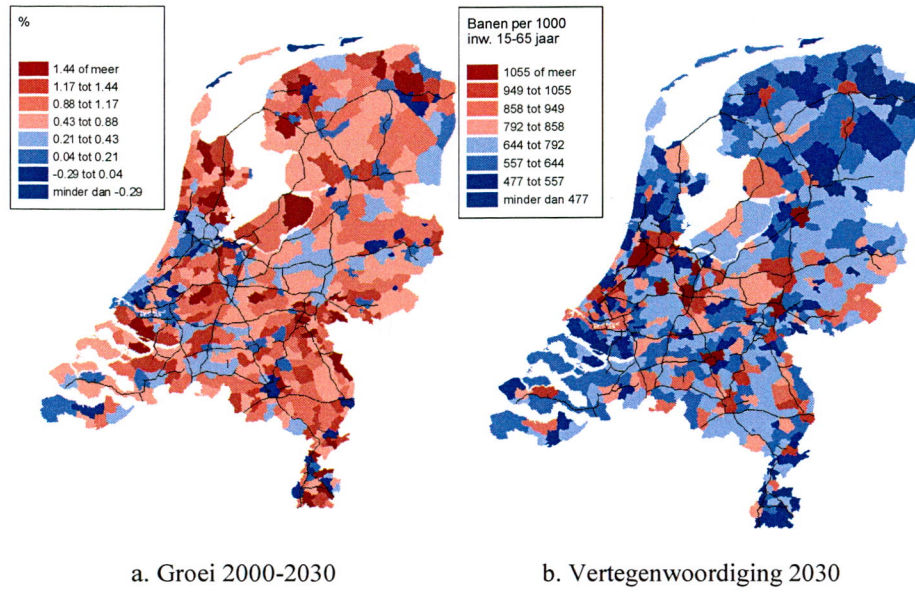 %
1.44 of meer
1.17 tot 1.44
0.88 tot 1.17
0.43 to 0.88
0.21 tot 0.43
0.04 tot 0.21
-0.29 tot 0.04
minder dan -0.29
Banen per 1000
inw. 15-65 jaar
1055 of meer
949 tot 1055
858 tot 949
792 tot 858
644 tot 792
557 tot 644
477 tot 557
minder dan 477
a. Groei 2000-2030
b. Vertegenwoordiging 2030